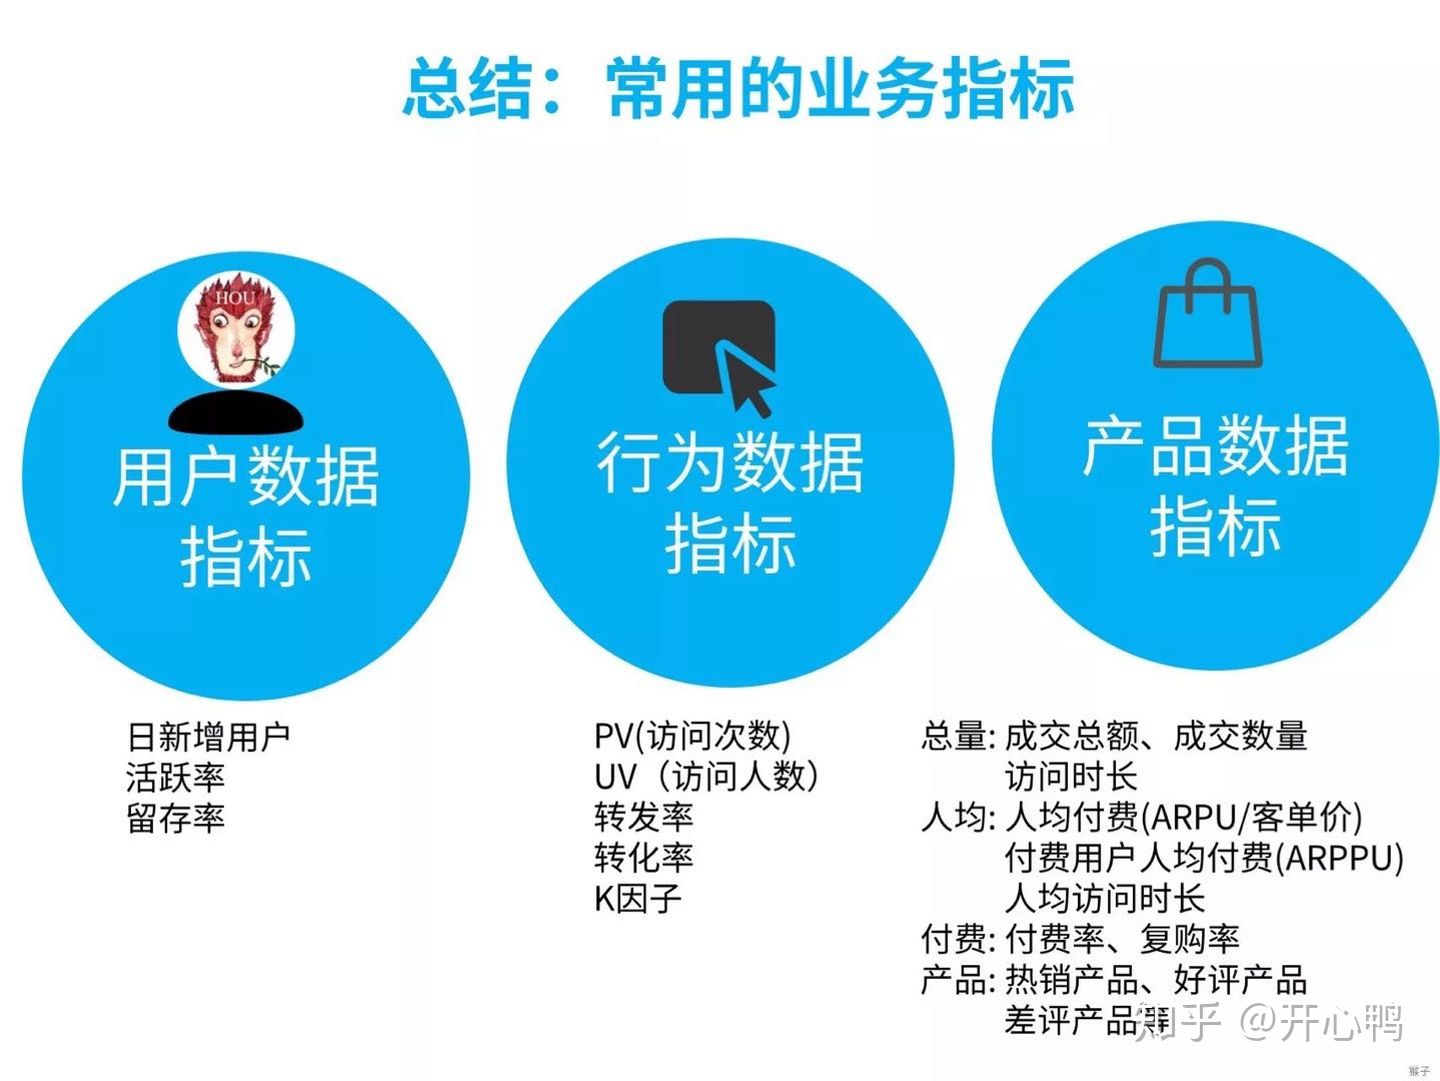 总结：常用的业务指标
HOU
用户数据
指标
行为数据
指标
产品数据
指标
日新增用户
活跃率
留存率
PV(访问次数)
UV（访问人数）
转发率
转化率
K因子
总量: 成交总额、成交数量
访问时长
人均: 人均付费(ARPU/客单价)
付费用户人均付费(ARPPU)
人均访问时长
付费: 付费率、复购率
产品: 热销产品、好评产品
差评产品等
知乎 @开心鸭
猴子